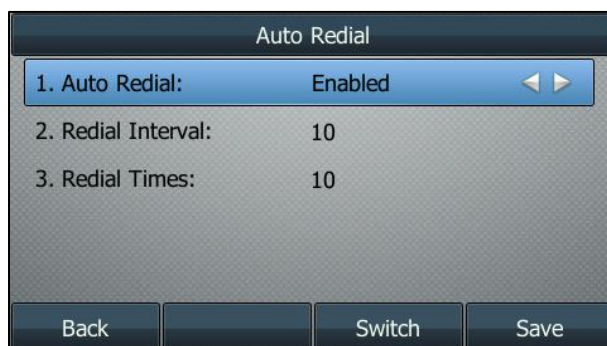 Auto Redial
1. Auto Redial: Enabled
2. Redial Interval: 10
3. Redial Times: 10
Back Switch Save